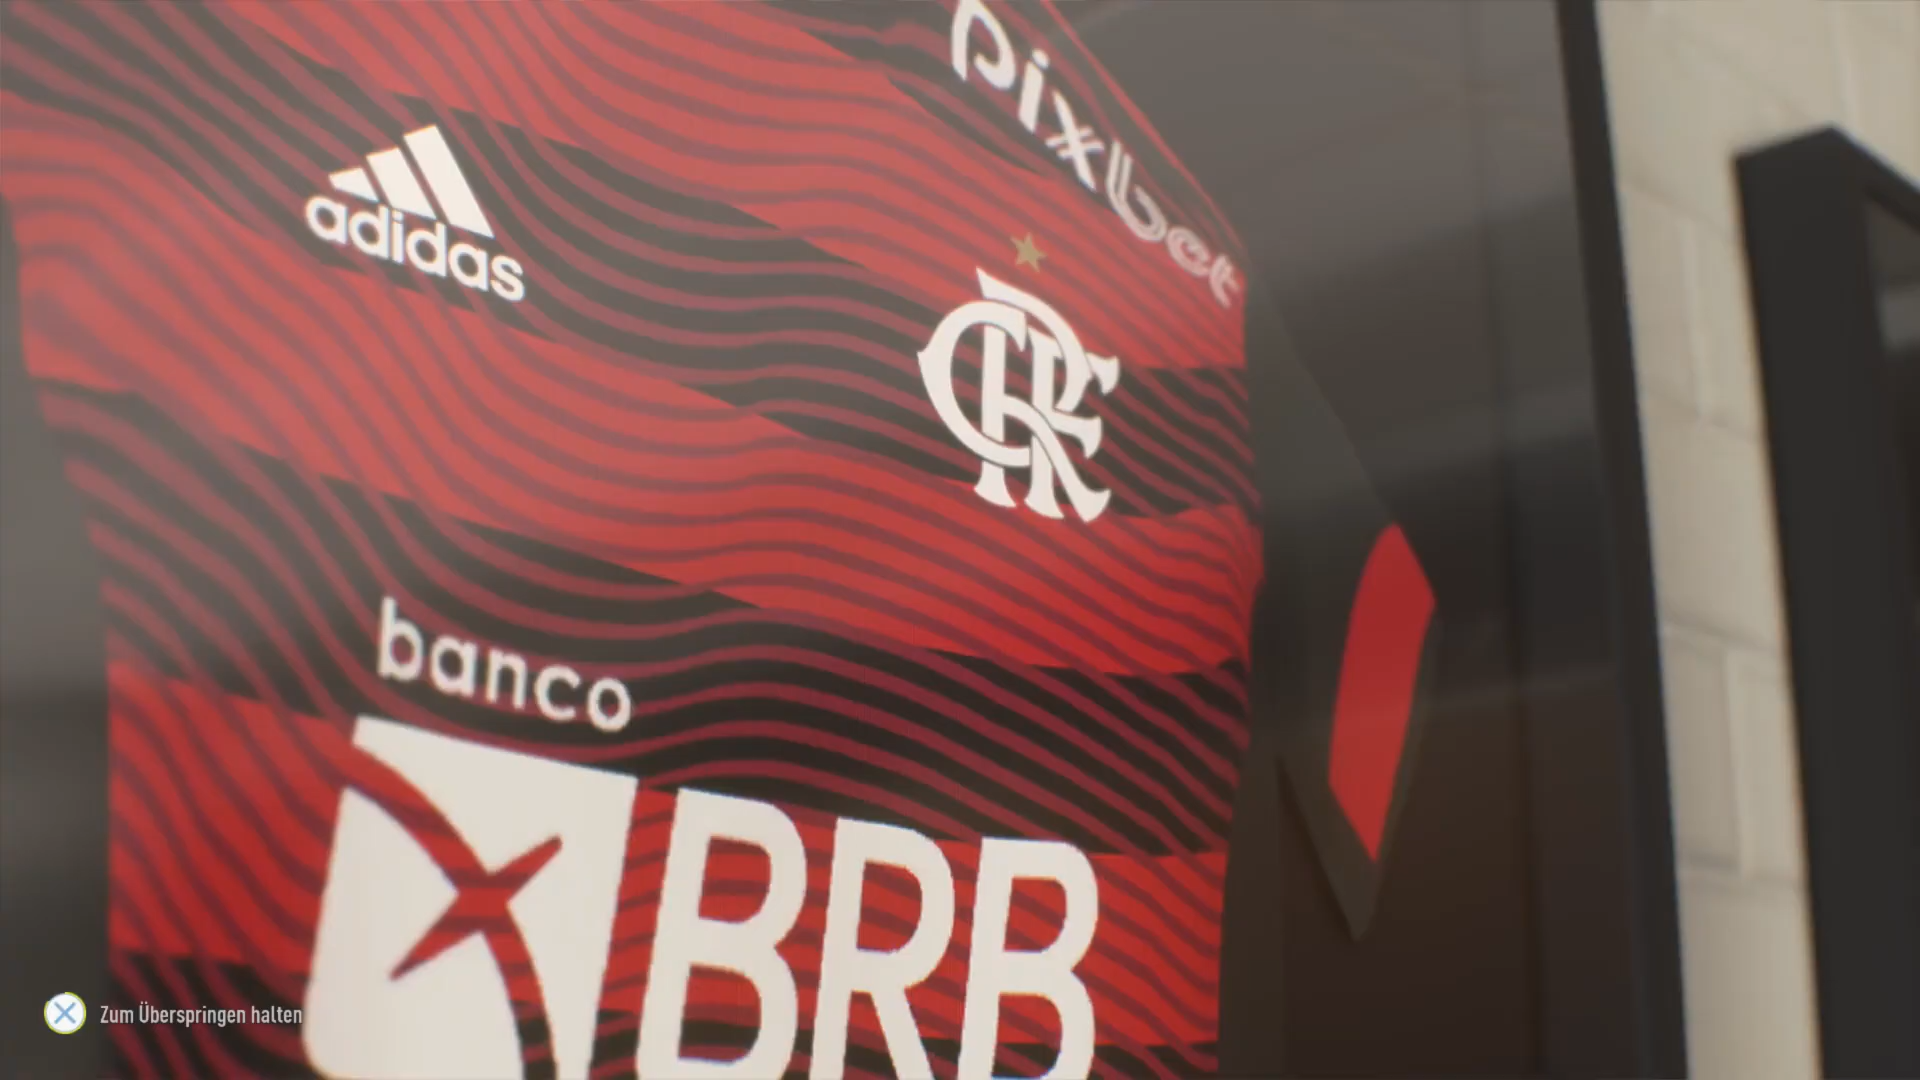 pixbet
adidas
CRF
banco
BRB
Zum Überspringen halten